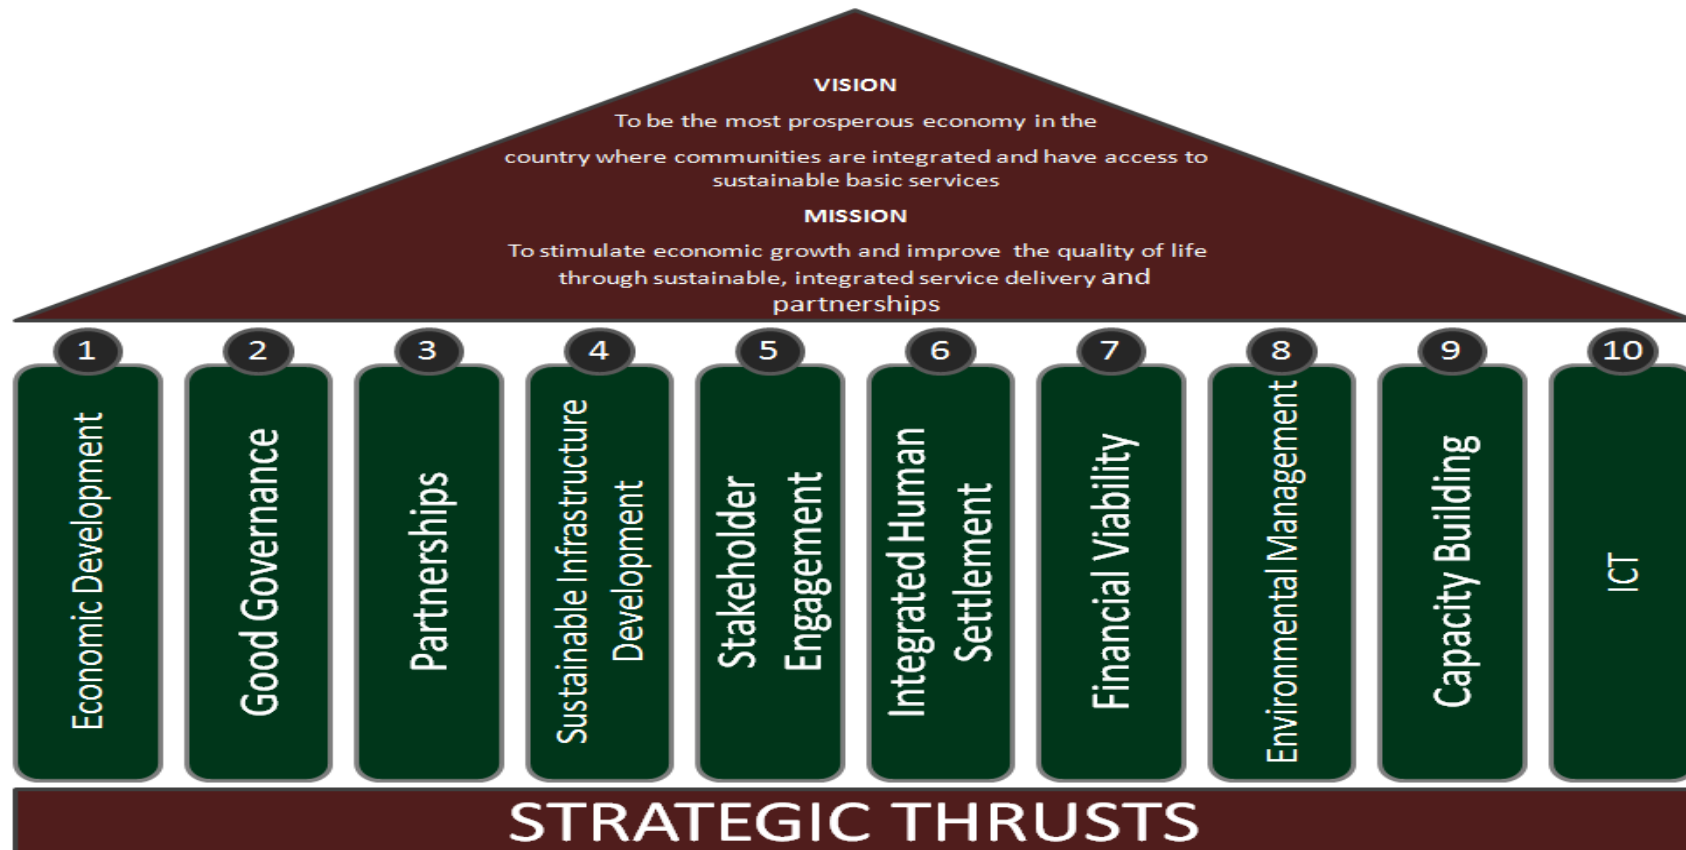 VISION
To be the most prosperous economy in the
country where communities are integrated and have access to
sustainable basic services
MISSION
To stimulate economic growth and improve the quality of life
through sustainable, integrated service delivery and
partnerships
1
Economic Development
2
Good Governance
3
Partnerships
4
Sustainable Infrastructure
Development
5
Stakeholder
Engagement
6
Integrated Human
Settlement
7
Financial Viability
8
Environmental Management
9
Capacity Building
10
ICT
STRATEGIC THRUSTS